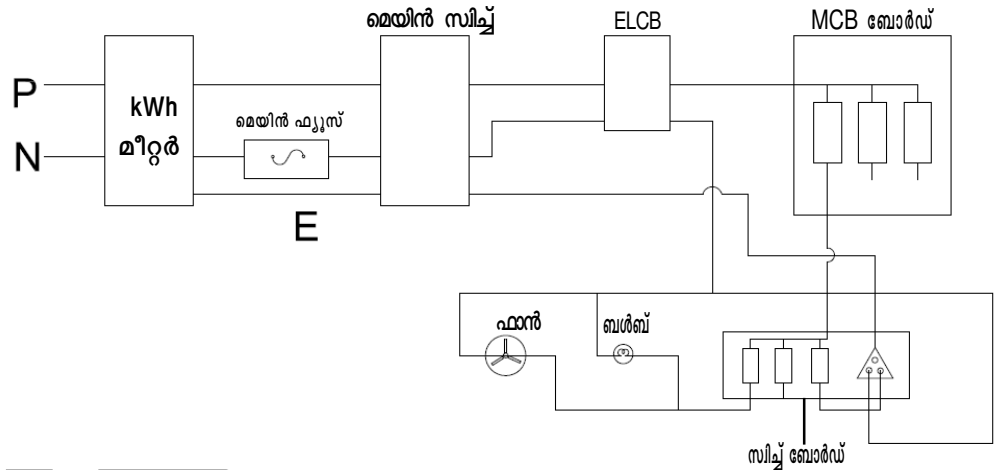 മെയിൻ സ്വിച്ച്
ELCB
MCB ബോർഡ്
P
kWh
മീറ്റർ
മെയിൻ ഫ്യൂസ്
N
E
ഫാൻ
ബൾബ്
സ്വിച്ച് ബോർഡ്